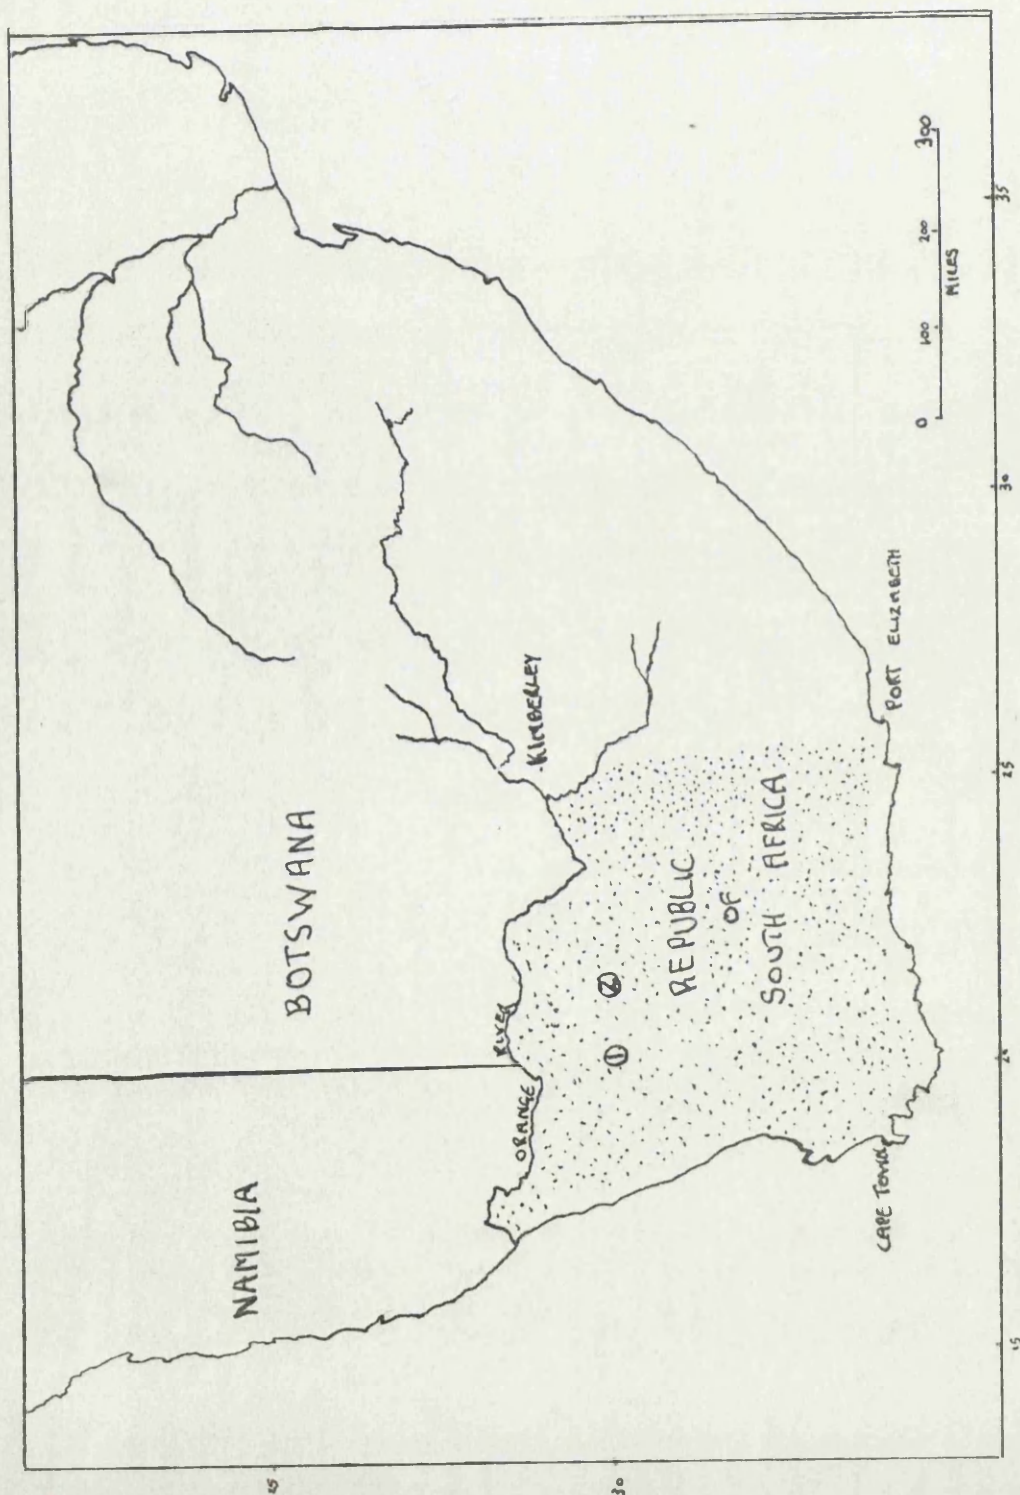 NAMIBIA
BOTSWANA
ORANGE
RIVER
KIMBERLEY
①
②
REPUBLIC
OF
SOUTH AFRICA
CAPE TOWN
PORT ELIZABETH
0 100 200 300
MILES
25
30
15
20
25
30
35